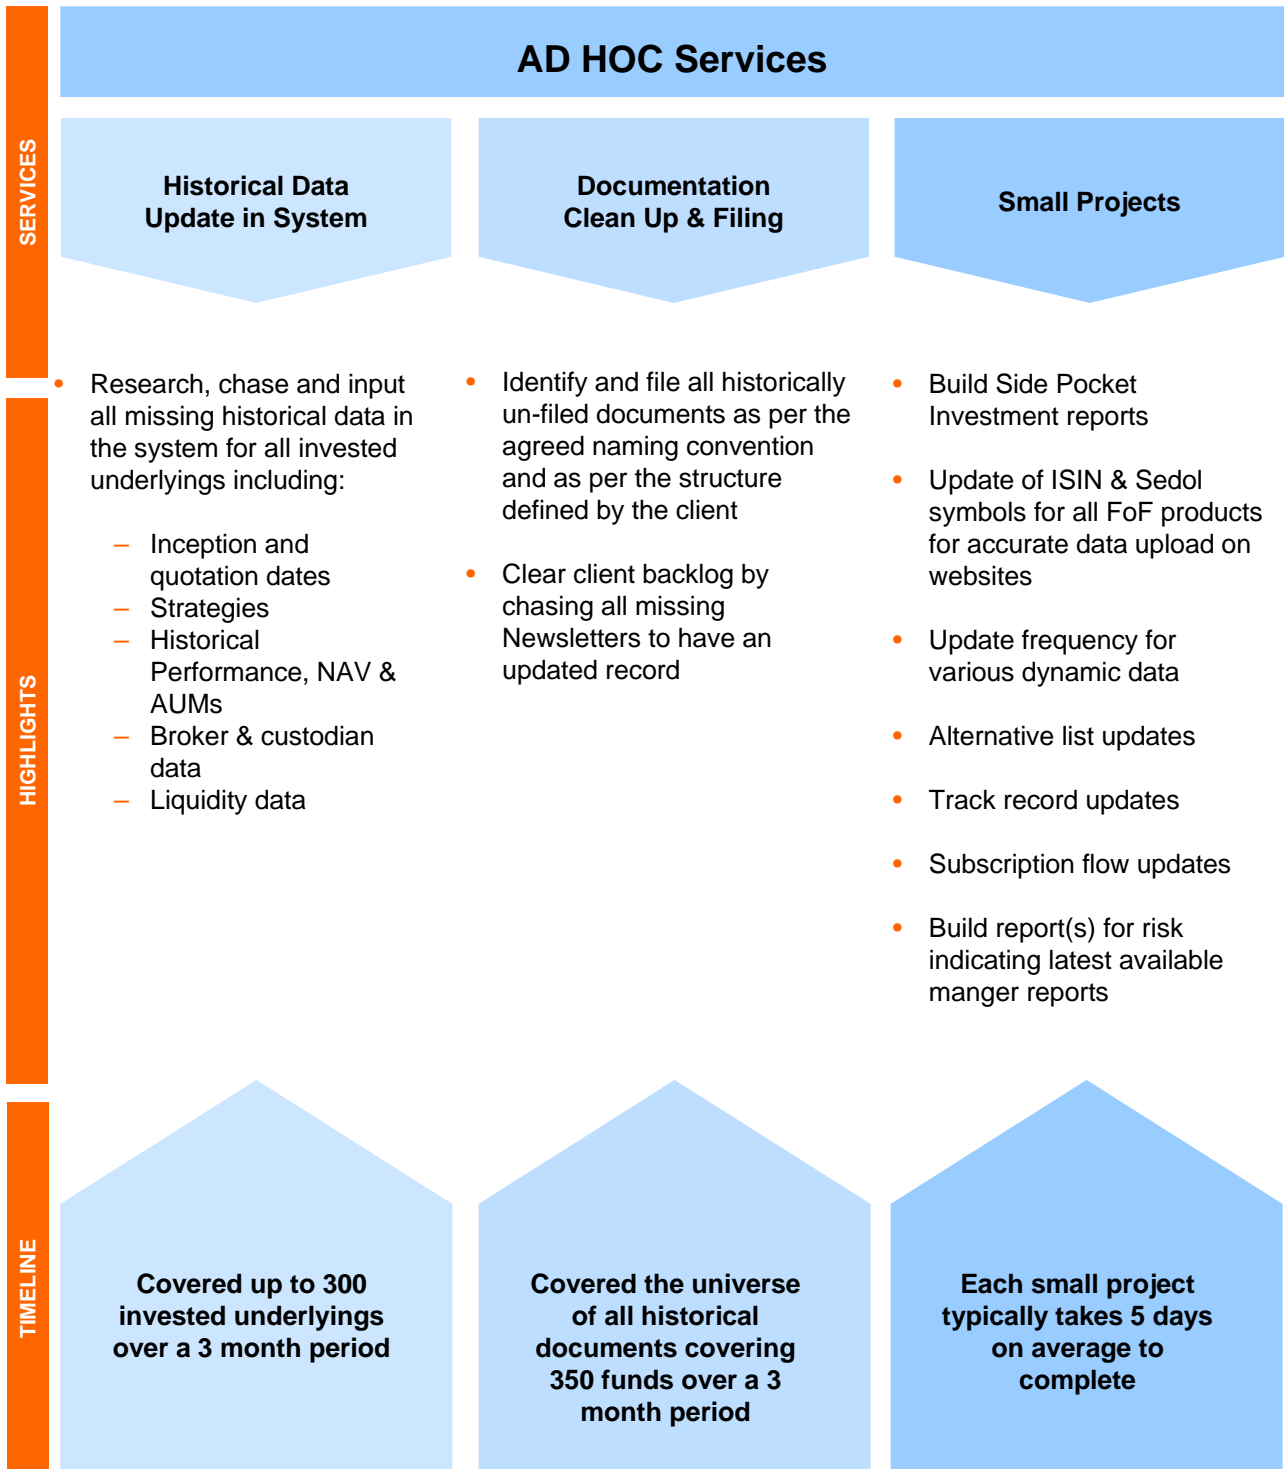 AD HOC Services
SERVICES
Historical Data
Update in System
Documentation
Clean Up & Filing
Small Projects
HIGHLIGHTS
• Research, chase and input
all missing historical data in
the system for all invested
underlyings including:
– Inception and
quotation dates
– Strategies
– Historical
Performance, NAV &
AUMs
– Broker & custodian
data
– Liquidity data
• Identify and file all historically
un-filed documents as per the
agreed naming convention
and as per the structure
defined by the client
• Clear client backlog by
chasing all missing
Newsletters to have an
updated record
• Build Side Pocket
Investment reports
• Update of ISIN & Sedol
symbols for all FoF products
for accurate data upload on
websites
• Update frequency for
various dynamic data
• Alternative list updates
• Track record updates
• Subscription flow updates
• Build report(s) for risk
indicating latest available
manger reports
TIMELINE
Covered up to 300
invested underlyings
over a 3 month period
Covered the universe
of all historical
documents covering
350 funds over a 3
month period
Each small project
typically takes 5 days
on average to
complete